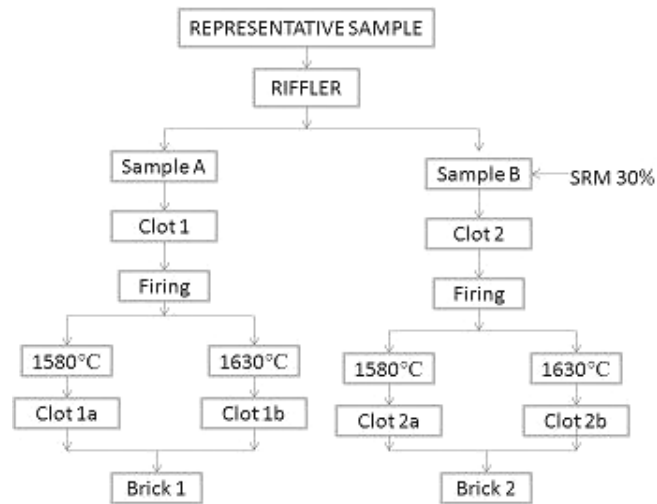 REPRESENTATIVE SAMPLE
RIFFLER
Sample A
Sample B
SRM 30%
Clot 1
Clot 2
Firing
Firing
1580°C
1630°C
1580°C
1630°C
Clot 1a
Clot 1b
Clot 2a
Clot 2b
Brick 1
Brick 2